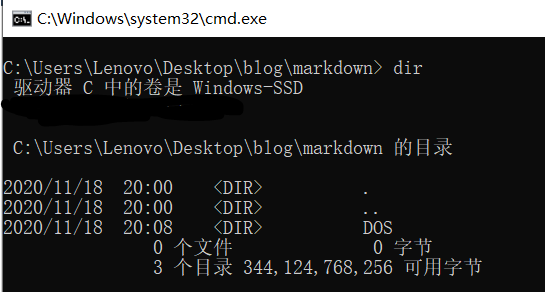 C:\Windows\system32\cmd.exe
C:\Users\Lenovo\Desktop\blog\markdown> dir
驱动器 C 中的卷是 Windows-SSD
C:\Users\Lenovo\Desktop\blog\markdown 的目录
2020/11/18 20:00 <DIR> .
2020/11/18 20:00 <DIR> ..
2020/11/18 20:08 <DIR> DOS
0 个文件 0 字节
3 个目录 344,124,768,256 可用字节